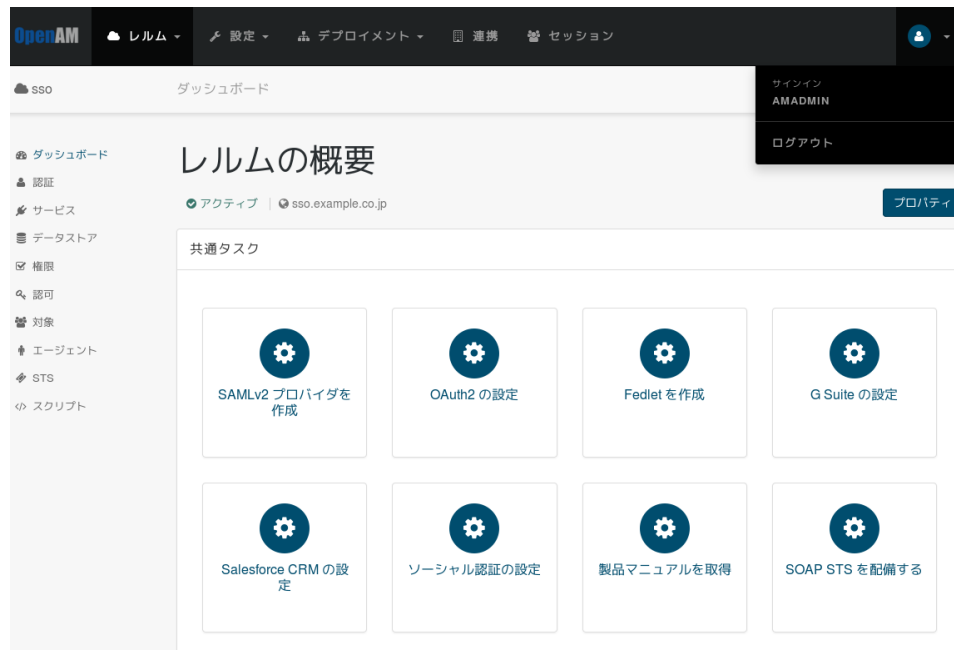 OpenAM レルム 設定 デプロイメント 連携 セッション
サインイン
AMADMIN
ログアウト
sso ダッシュボード
ダッシュボード
認証
サービス
データストア
権限
認可
対象
エージェント
STS
スクリプト
レルムの概要
アクティブ sso.example.co.jp
プロパティ
共通タスク
SAMLv2 プロバイダを
作成
OAuth2 の設定
Fedlet を作成
G Suite の設定
Salesforce CRM の設
定
ソーシャル認証の設定
製品マニュアルを取得
SOAP STS を配備する